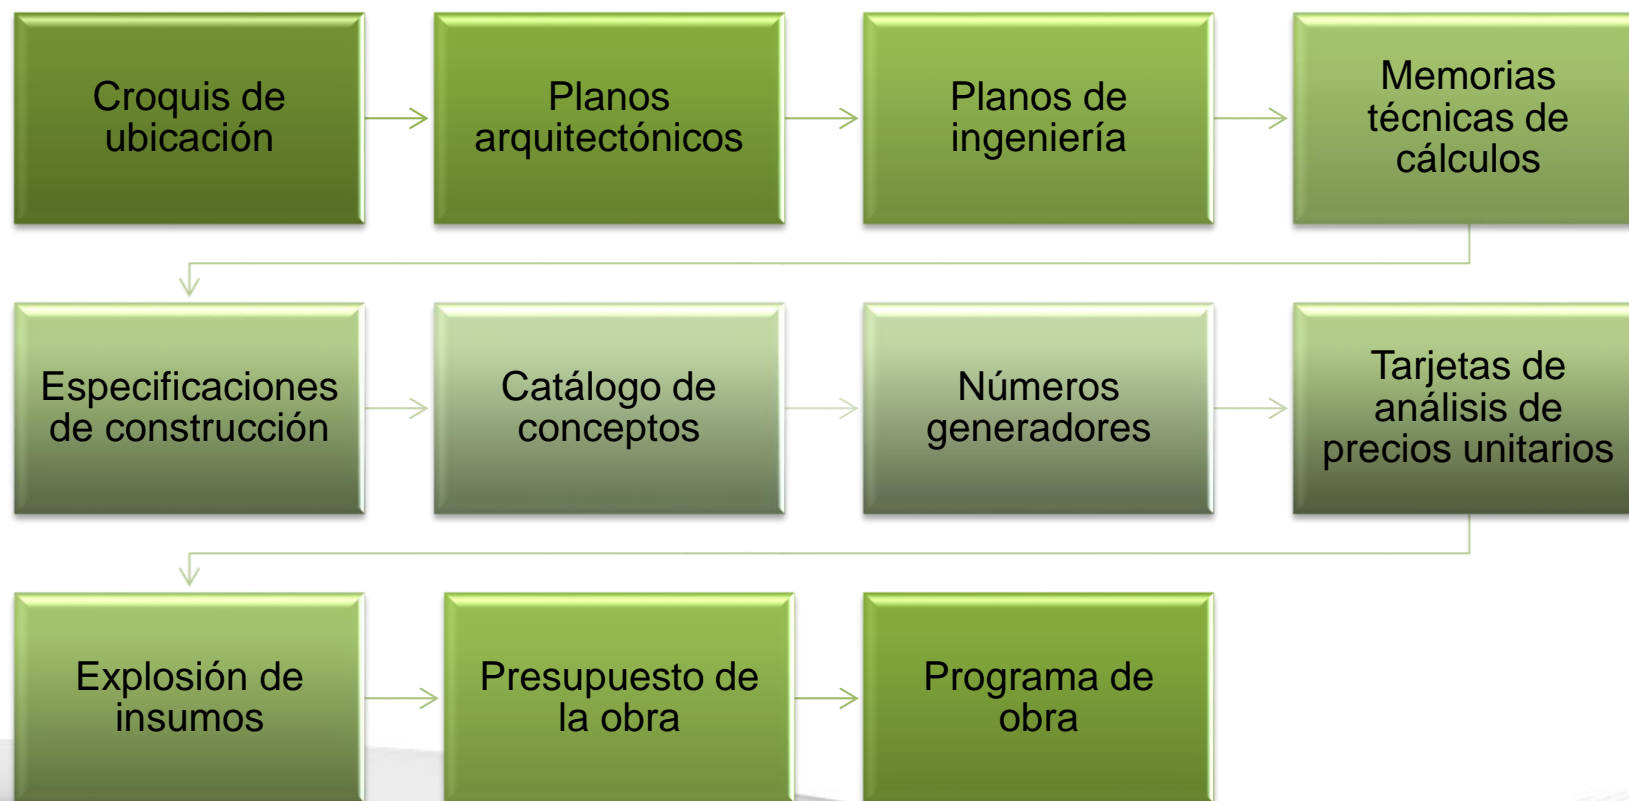 Croquis de
ubicación
Planos
arquitectónicos
Planos de
ingeniería
Memorias
técnicas de
cálculos
Especificaciones
de construcción
Catálogo de
conceptos
Números
generadores
Tarjetas de
análisis de
precios unitarios
Explosión de
insumos
Presupuesto de
la obra
Programa de
obra